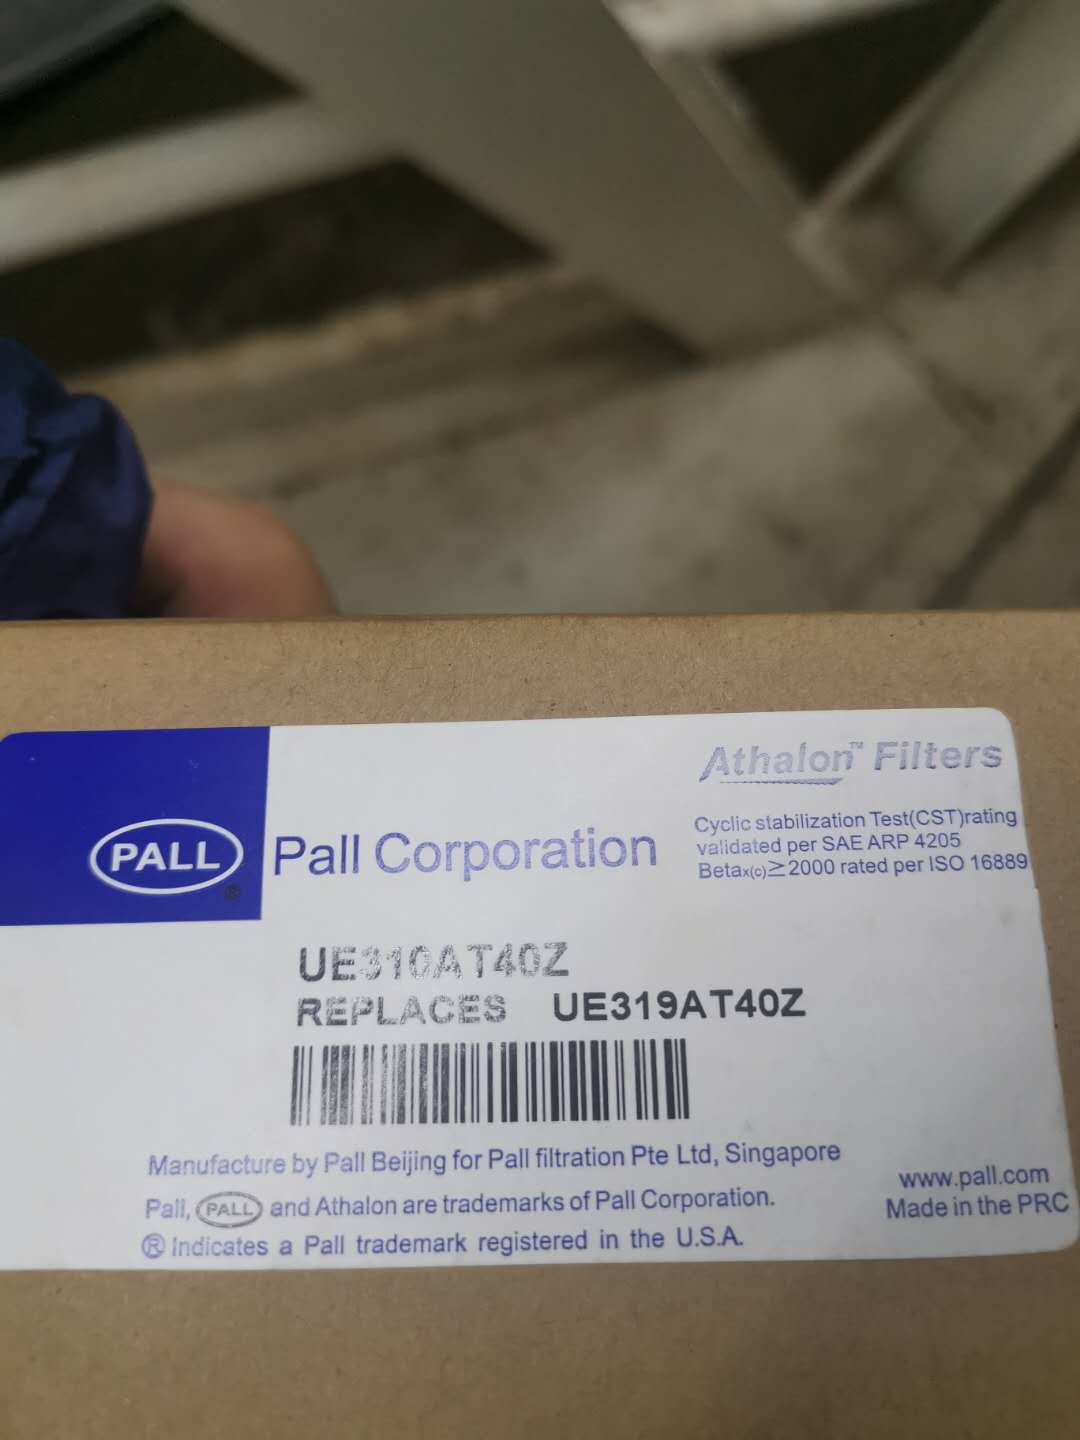 Athalon™ Filters
Cyclic stabilization Test(CST)rating
validated per SAE ARP 4205
Betax(c)≥2000 rated per ISO 16889
PALL
®
Pall Corporation
UE310AT40Z
REPLACES UE319AT40Z
Manufacture by Pall Beijing for Pall filtration Pte Ltd, Singapore
Pall, PALL and Athalon are trademarks of Pall Corporation.
® Indicates a Pall trademark registered in the U.S.A.
www.pall.com
Made in the PRC